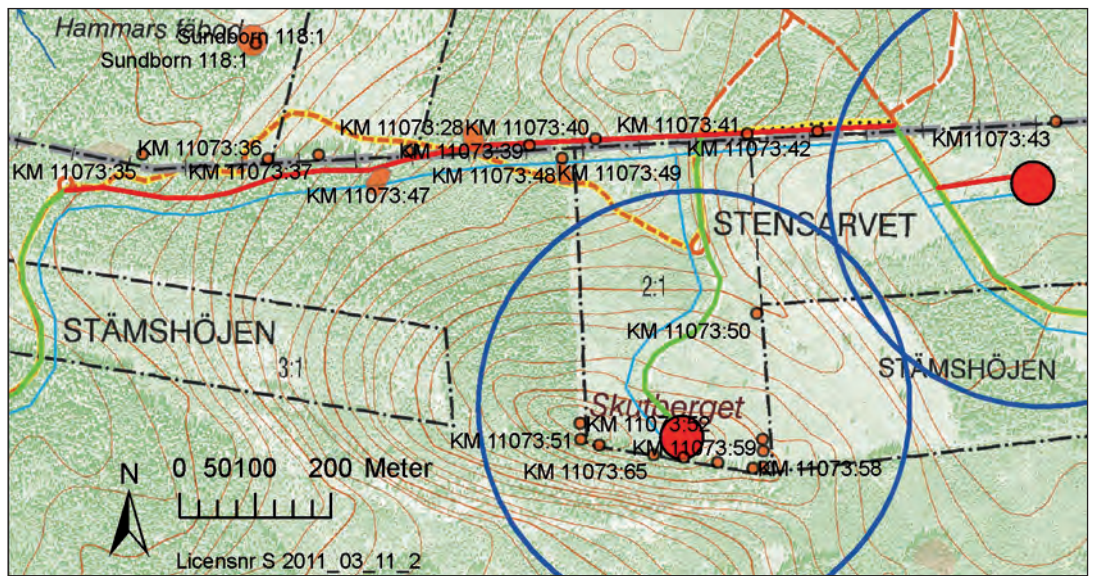 Hammars fäbod
Sundborn 118:1
Sundborn 118:1
KM 11073:28
KM 11073:40
KM 11073:41
KM 11073:36
KM 11073:39
KM 11073:42
KM11073:43
KM 11073:35
KM 11073:37
KM 11073:48
KM 11073:49
KM 11073:47
STENSARVET
2:1
KM 11073:50
STÄMSHÖJEN
3:1
STÄMSHÖJEN
Skutberget
KM 11073:52
KM 11073:51
KM 11073:59
KM 11073:65
KM 11073:58
N
0 50100 200 Meter
Licensnr S 2011_03_11_2